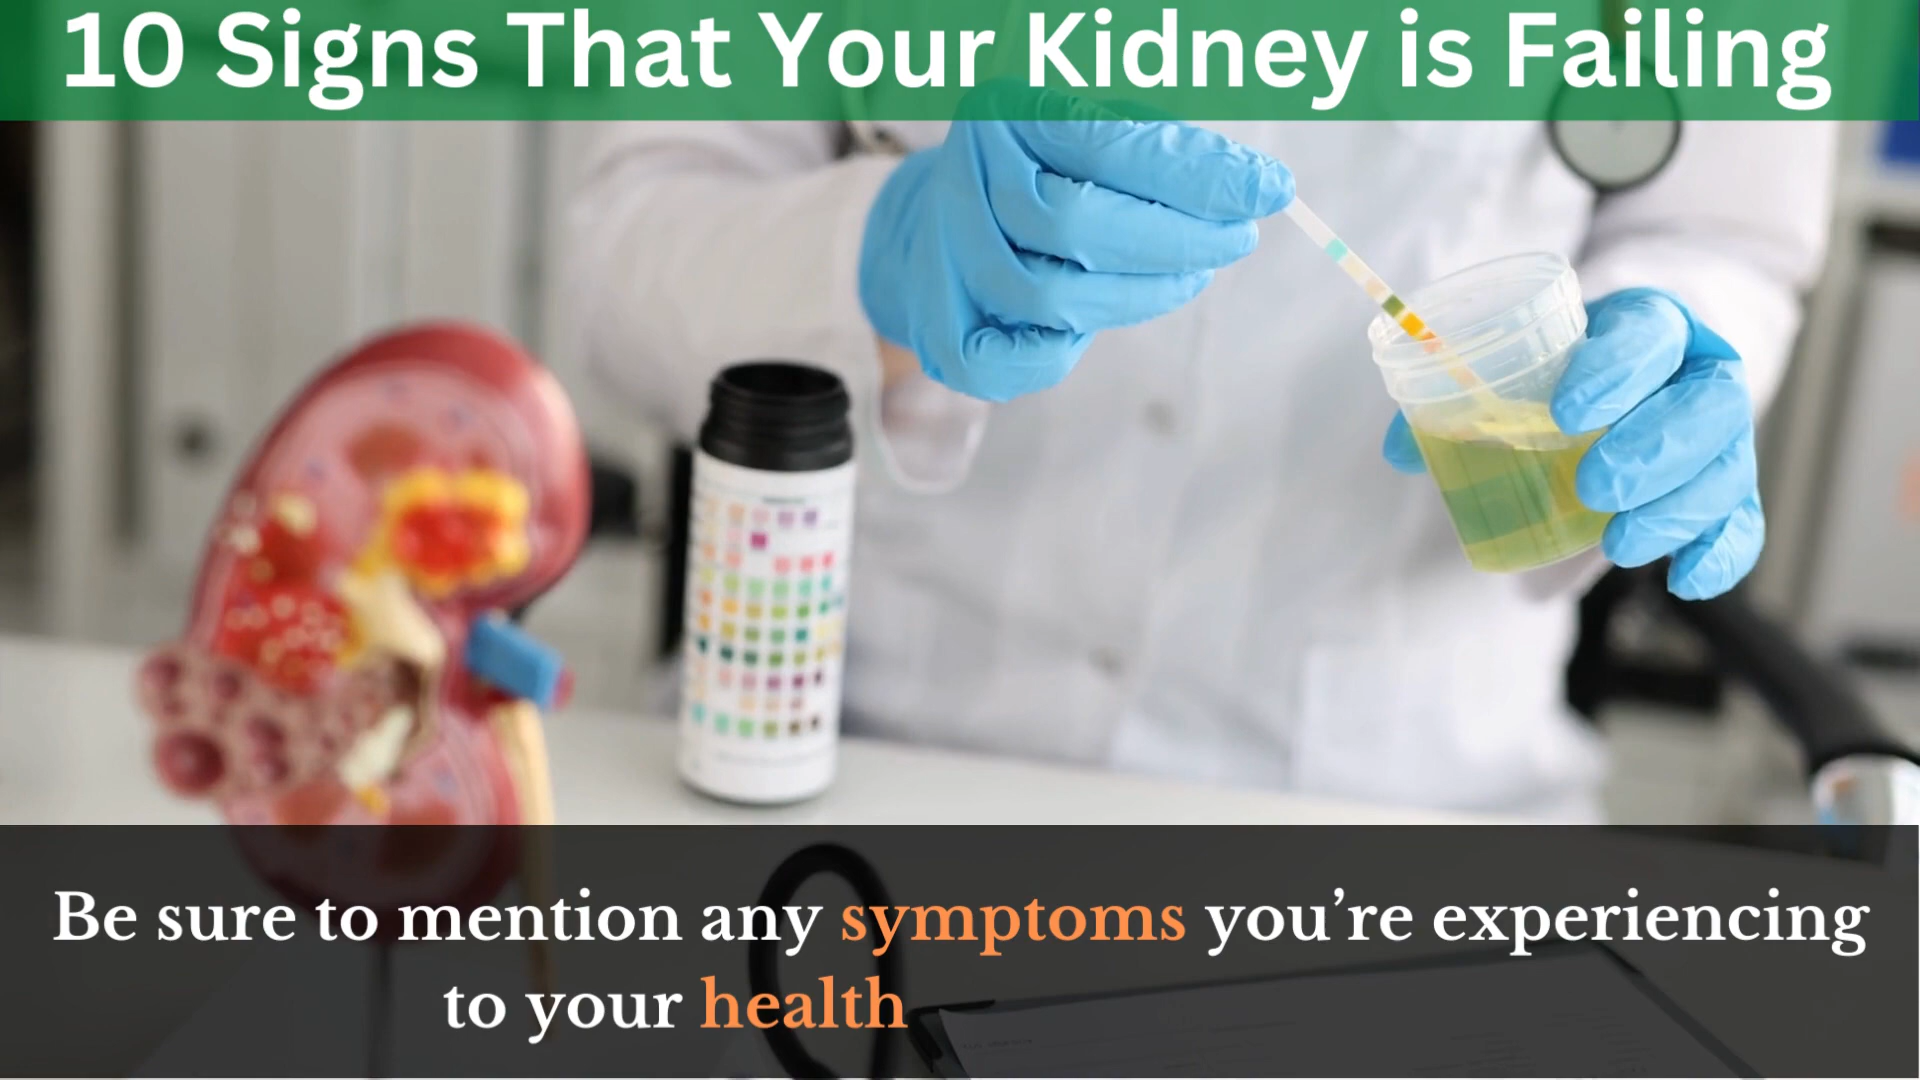 10 Signs That Your Kidney is Failing
Be sure to mention any symptoms you’re experiencing
to your health